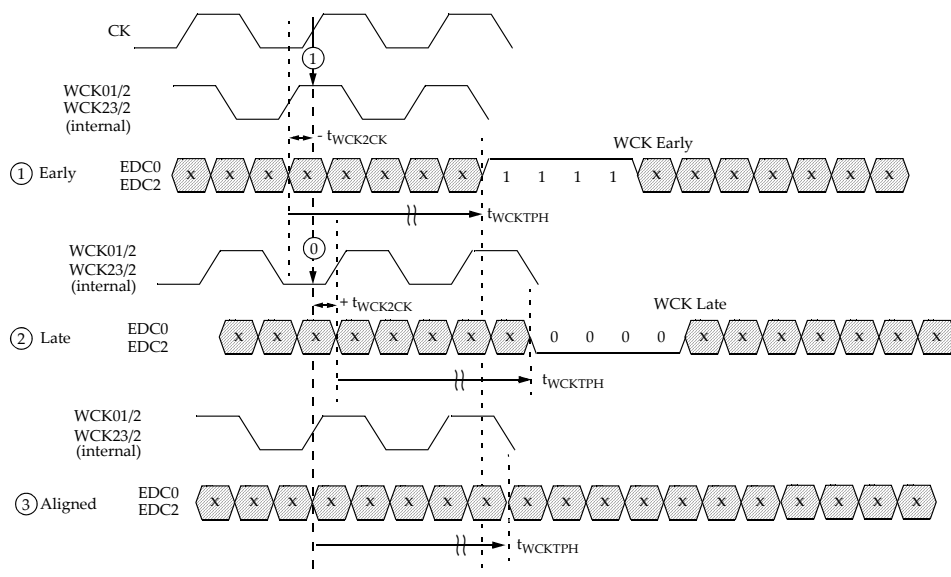 CK
1
WCK01/2
WCK23/2
(internal)
- tWCK2CK
WCK Early
1 Early
EDC0
EDC2
x x x x x x x x 1 1 1 1 x x x x x x x
tWCKTPH
0
WCK01/2
WCK23/2
(internal)
+ tWCK2CK
WCK Late
2 Late
EDC0
EDC2
x x x x x x x x 0 0 0 0 x x x x x x x
tWCKTPH
WCK01/2
WCK23/2
(internal)
3 Aligned
EDC0
EDC2
x x x x x x x x x x x x x x x x x x x
tWCKTPH